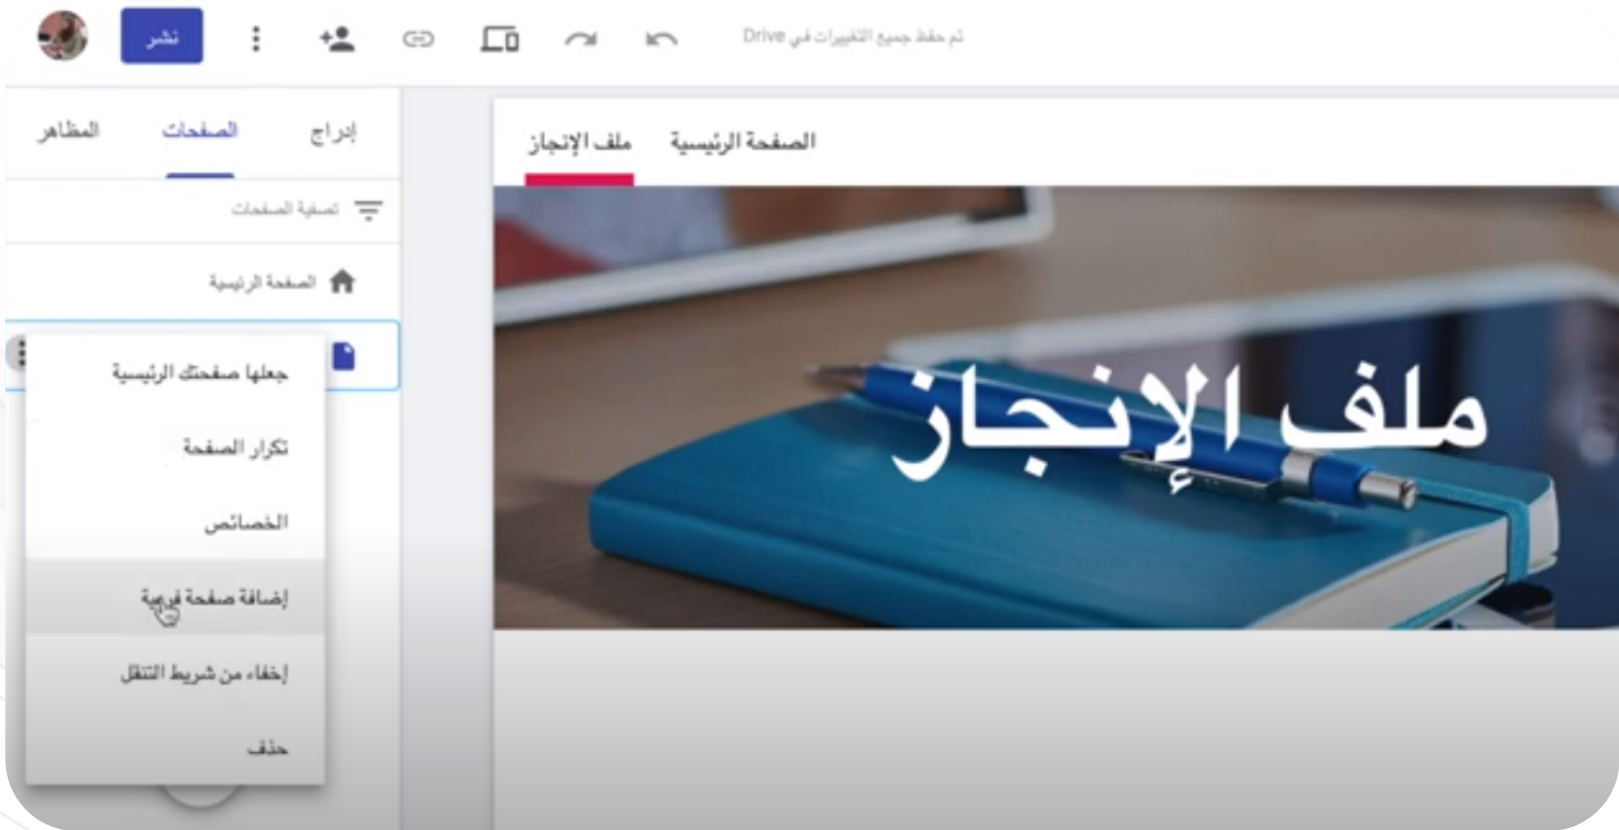 تم حفظ جميع التغييرات في Drive
نشر
إدراج
الصفحات
المظاهر
تصفية الصفحات
الصفحة الرئيسية
جعلها صفحتك الرئيسية
تكرار الصفحة
الخصائص
إضافة صفحة فرعية
إخفاء من شريط التنقل
حذف
الصفحة الرئيسية
ملف الإنجاز
ملف الإنجاز